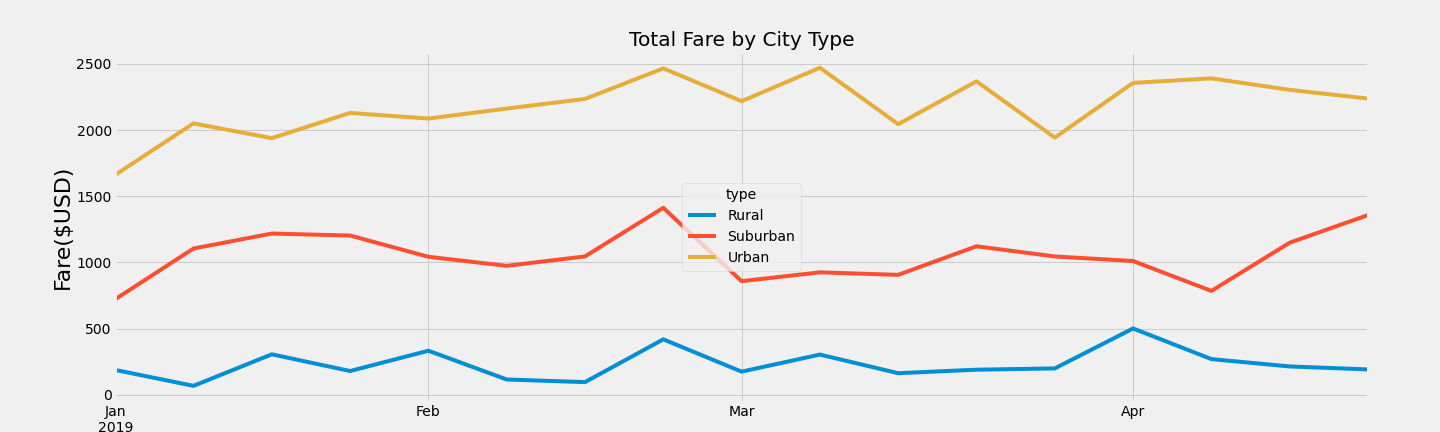 Total Fare by City Type
Fare($USD)
2500
2000
1500
1000
500
0
type
Rural
Suburban
Urban
Jan
2019
Feb
Mar
Apr